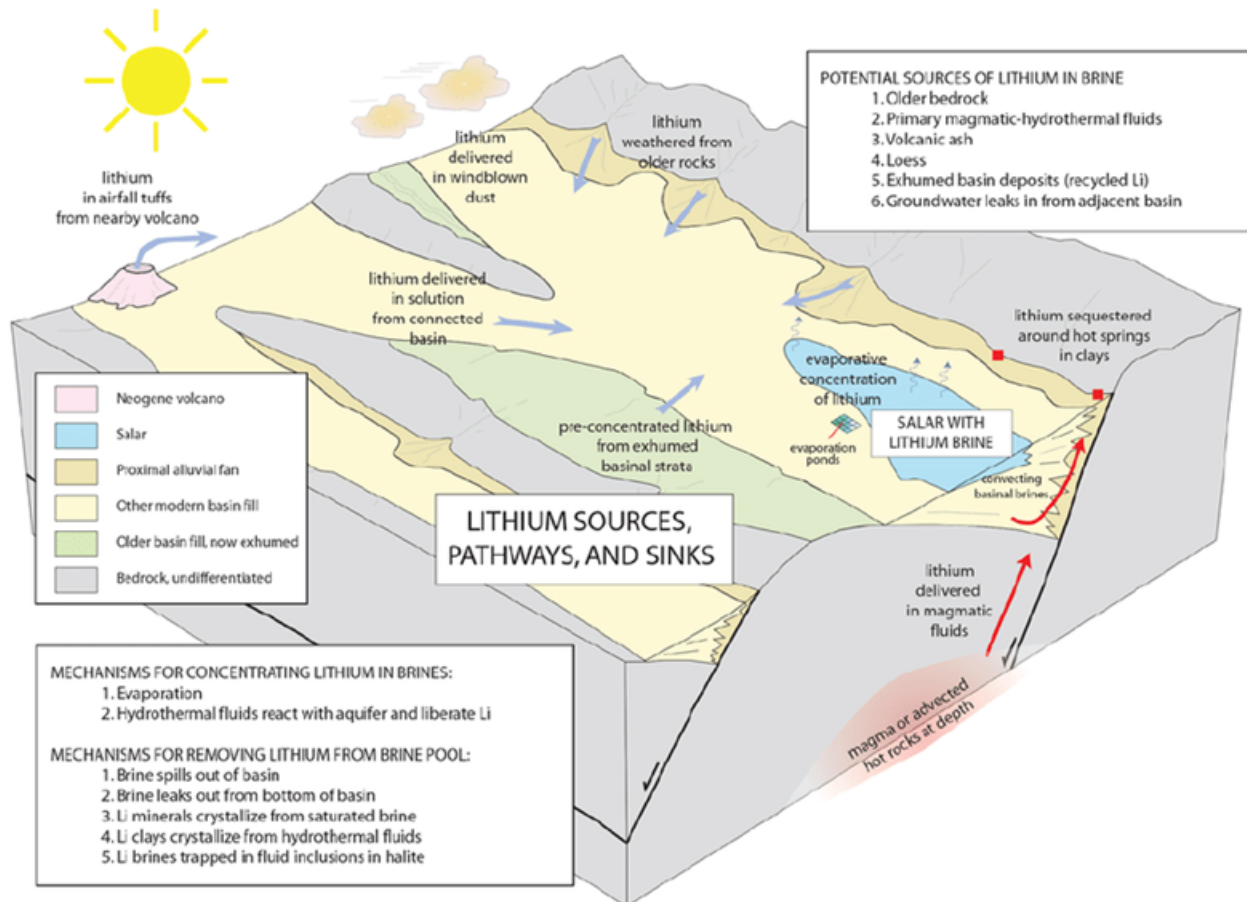 lithium
in airfall tuffs
from nearby volcano
lithium
delivered
in windblown
dust
lithium
weathered from
older rocks
POTENTIAL SOURCES OF LITHIUM IN BRINE
1. Older bedrock
2. Primary magmatic-hydrothermal fluids
3. Volcanic ash
4. Loess
5. Exhumed basin deposits (recycled Li)
6. Groundwater leaks in from adjacent basin
lithium delivered
in solution
from connected
basin
lithium sequestered
around hot springs
in clays
evaporative
concentration
of lithium
SALAR WITH
LITHIUM BRINE
evaporation
ponds
pre-concentrated lithium
from exhumed
basinal strata
convecting
basinal brines
Neogene volcano
Salar
Proximal alluvial fan
Other modern basin fill
Older basin fill, now exhumed
Bedrock, undifferentiated
LITHIUM SOURCES,
PATHWAYS, AND SINKS
lithium
delivered
in magmatic
fluids
magma or advected
hot rocks at depth
MECHANISMS FOR CONCENTRATING LITHIUM IN BRINES:
1. Evaporation
2. Hydrothermal fluids react with aquifer and liberate Li
MECHANISMS FOR REMOVING LITHIUM FROM BRINE POOL:
1. Brine spills out of basin
2. Brine leaks out from bottom of basin
3. Li minerals crystallize from saturated brine
4. Li clays crystallize from hydrothermal fluids
5. Li brines trapped in fluid inclusions in halite